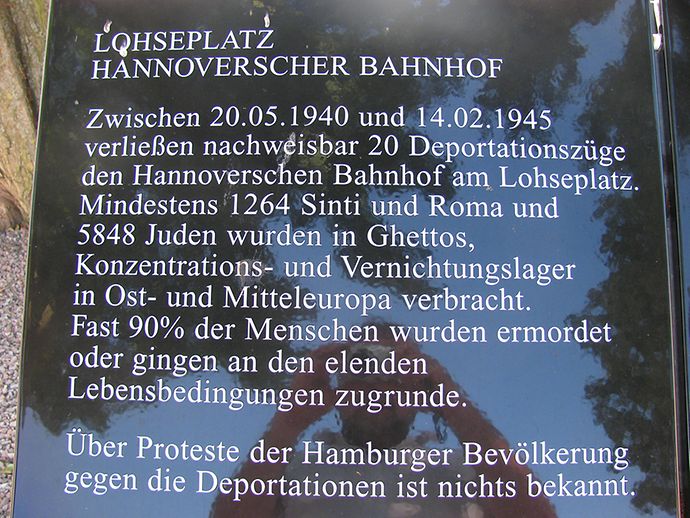 LOHSEPLATZ
HANNOVERSCHER BAHNHOF
Zwischen 20.05.1940 und 14.02.1945
verließen nachweisbar 20 Deportationszüge
den Hannoverschen Bahnhof am Lohseplatz.
Mindestens 1264 Sinti und Roma und
5848 Juden wurden in Ghettos,
Konzentrations- und Vernichtungslager
in Ost- und Mitteleuropa verbracht.
Fast 90% der Menschen wurden ermordet
oder gingen an den elenden
Lebensbedingungen zugrunde.
Über Proteste der Hamburger Bevölkerung
gegen die Deportationen ist nichts bekannt.